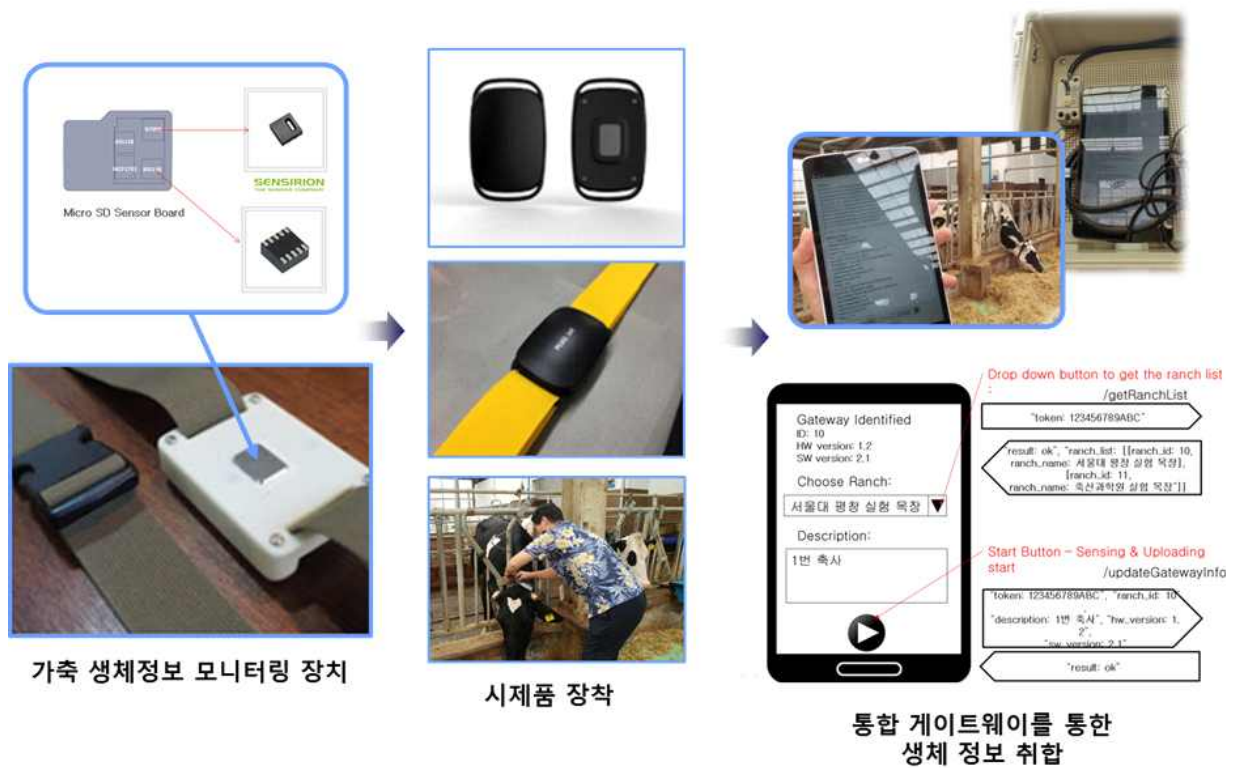 SENSIRION
THE SENSOR COMPANY
Micro SD Sensor Board
가축 생체정보 모니터링 장치
시제품 장착
Gateway Identified
ID: 10
HW version: 1.2
SW version: 2.1
Choose Ranch:
서울대 평창 실험 목장
Description:
1번 축사
Drop down button to get the ranch list
:
/getRanchList
"token: 123456789ABC"
"result: ok", "ranch_list: [[ranch_id: 10,
ranch_name: 서울대 평창 실험 목장],
[ranch_id: 11,
ranch_name: 축산과학원 실험 목장"]]
Start Button – Sensing & Uploading
start
/updateGatewayInfo
"token: 123456789ABC", "ranch_id: 10"
,
"description: 1번 축사", "hw_version: 1.
2",
"sw_version: 2.1"
"result: ok"
통합 게이트웨이를 통한
생체 정보 취합